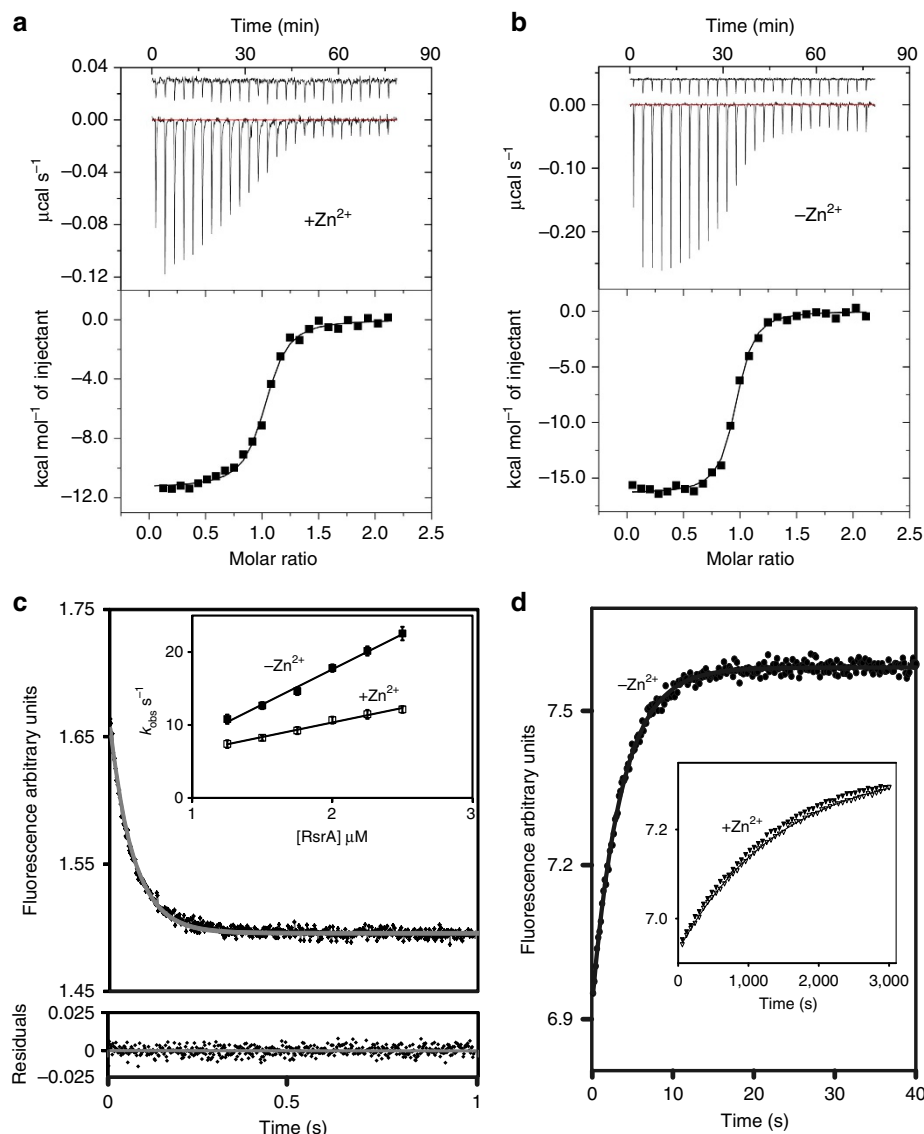 a
Time (min)
0 30 60 90
0.04
0.00
−0.04
−0.08
−0.12
μcal s⁻¹
+Zn²⁺
0.0
−4.0
−8.0
−12.0
kcal mol⁻¹ of injectant
0.0 0.5 1.0 1.5 2.0 2.5
Molar ratio
b
Time (min)
0 30 60 90
0.00
−0.10
−0.20
μcal s⁻¹
−Zn²⁺
0.0
−5.0
−10.0
−15.0
kcal mol⁻¹ of injectant
0.0 0.5 1.0 1.5 2.0 2.5
Molar ratio
c
1.75
1.65
1.55
1.45
Fluorescence arbitrary units
20
10
0
kobs s⁻¹
−Zn²⁺
+Zn²⁺
1 2 3
[RsrA] μM
0.025
0
−0.025
Residuals
0 0.5 1
Time (s)
d
7.5
7.2
6.9
Fluorescence arbitrary units
−Zn²⁺
7.2
7.0
+Zn²⁺
0 1,000 2,000 3,000
Time (s)
0 10 20 30 40
Time (s)